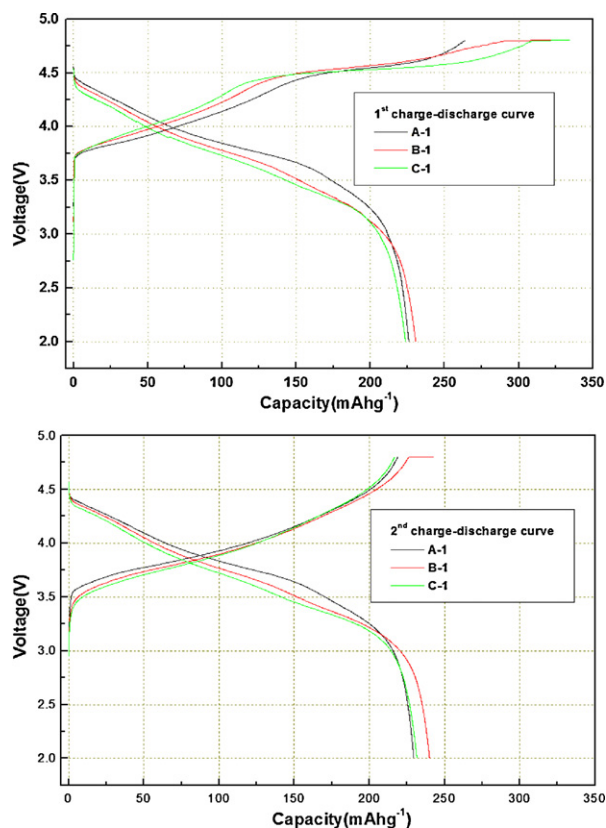 5.0
4.5
4.0
3.5
3.0
2.5
2.0
Voltage(V)
1st charge-discharge curve
A-1
B-1
C-1
0 50 100 150 200 250 300 350
Capacity(mAhg-1)
5.0
4.5
4.0
3.5
3.0
2.5
2.0
Voltage(V)
2nd charge-discharge curve
A-1
B-1
C-1
0 50 100 150 200 250 300 350
Capacity(mAhg-1)